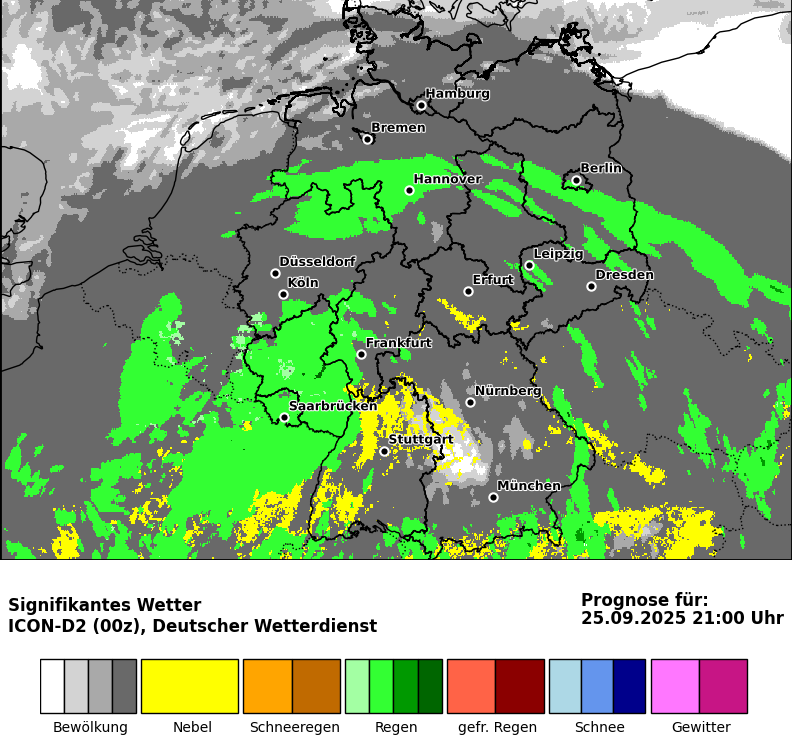 Hamburg
Bremen
Berlin
Hannover
Leipzig
Düsseldorf
Dresden
Erfurt
Köln
Frankfurt
Nürnberg
Saarbrücken
Stuttgart
München
Signifikantes Wetter
ICON-D2 (00z), Deutscher Wetterdienst
Prognose für:
25.09.2025 21:00 Uhr
Bewölkung
Nebel
Schneeregen
Regen
gefr. Regen
Schnee
Gewitter